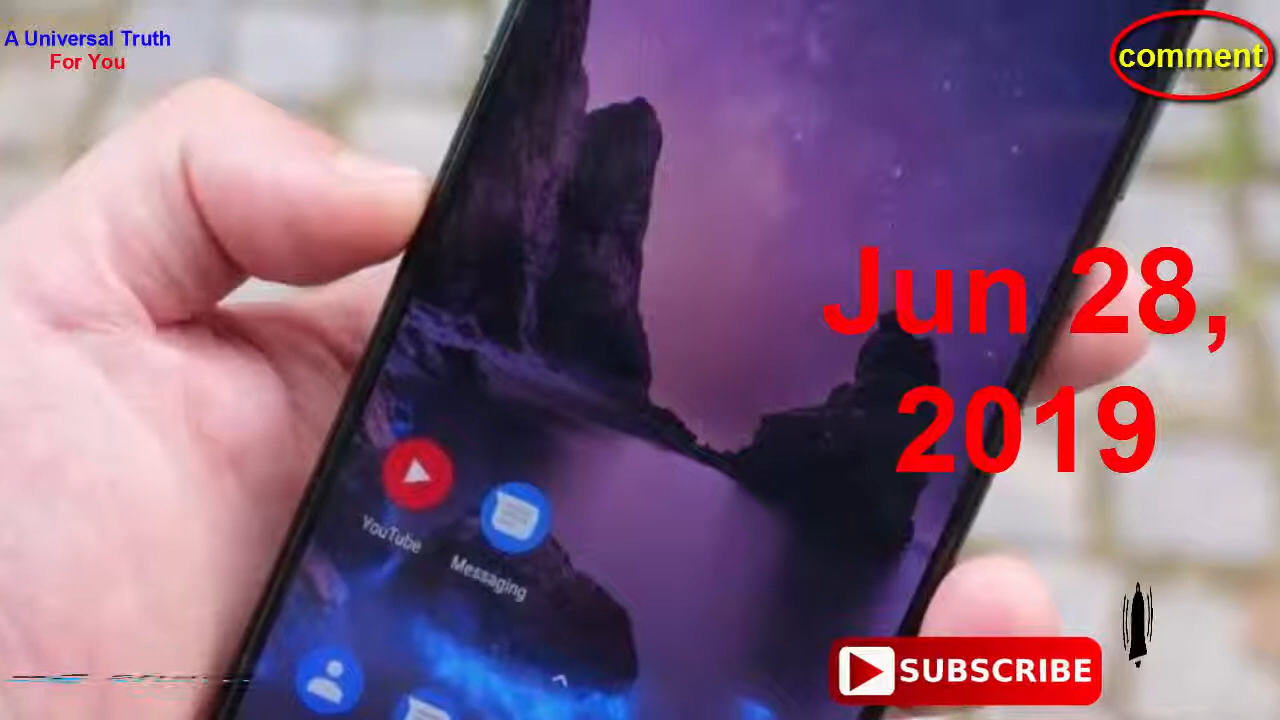 A Universal Truth
For You
comment
Jun 28,
2019
YouTube
Messaging
SUBSCRIBE